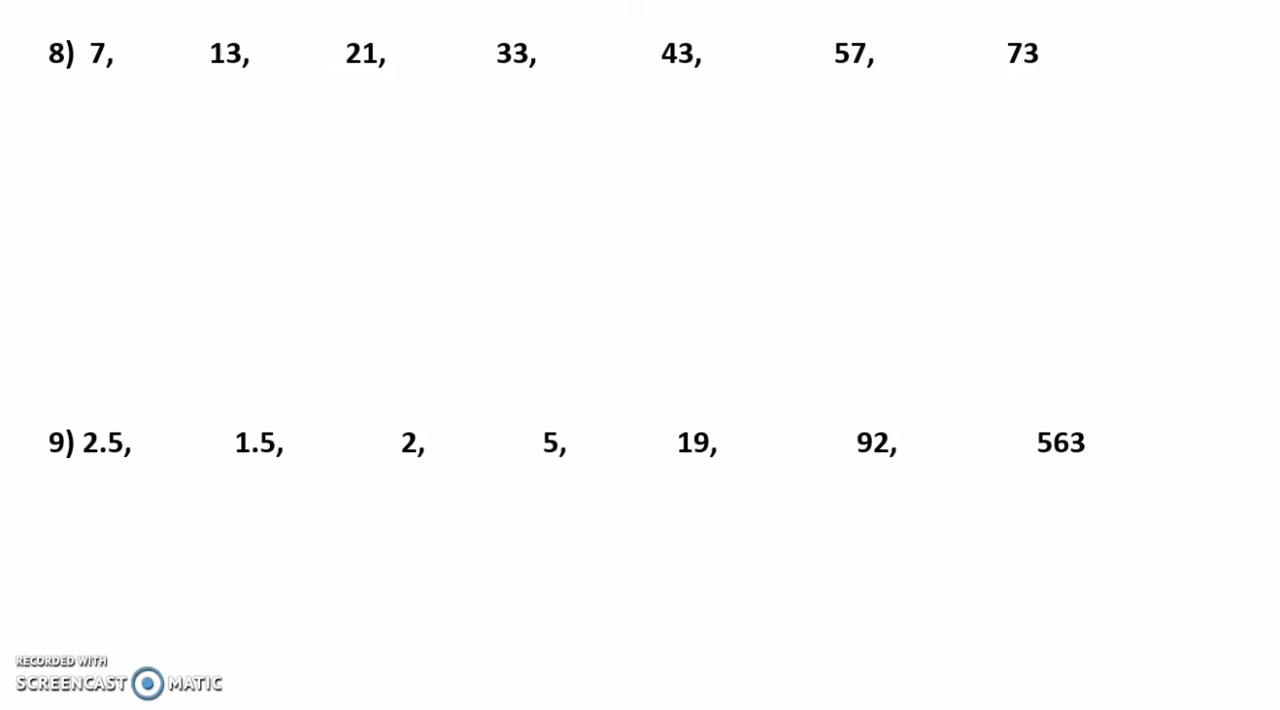 8) 7, 13, 21, 33, 43, 57, 73
9) 2.5, 1.5, 2, 5, 19, 92, 563
RECORDED WITH
SCREENCAST MATIC